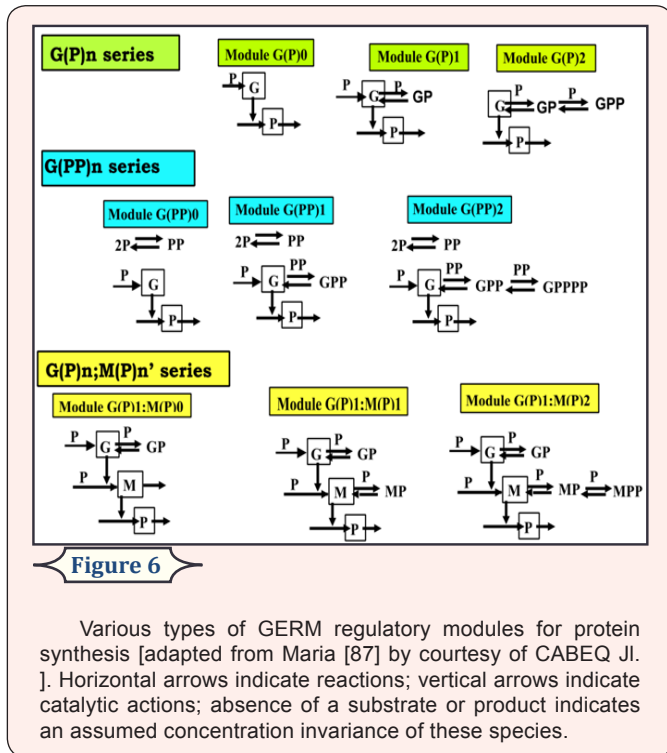 G(P)n series
Module G(P)0
Module G(P)1
Module G(P)2
P
G
P
P
G
P
GP
P
G
P
GP
P
GPP
P
G(PP)n series
Module G(PP)0
Module G(PP)1
Module G(PP)2
2P PP
2P PP
2P PP
P
G
P
P
G
PP
GPP
P
P
G
PP
GPP
PP
GPPPP
P
G(P)n;M(P)n' series
Module G(P)1:M(P)0
Module G(P)1:M(P)1
Module G(P)1:M(P)2
P
G
P
GP
P
G
P
GP
P
G
P
GP
P
M
P
M
P
MP
P
M
P
MP
P
MPP
P
P
P
Figure 6
Various types of GERM regulatory modules for protein
synthesis [adapted from Maria [87] by courtesy of CABEQ Jl.
]. Horizontal arrows indicate reactions; vertical arrows indicate
catalytic actions; absence of a substrate or product indicates
an assumed concentration invariance of these species.